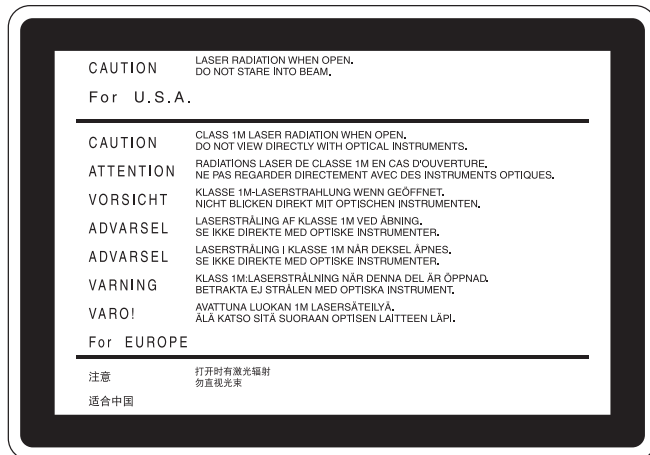 CAUTION LASER RADIATION WHEN OPEN.
DO NOT STARE INTO BEAM.
For U.S.A.
CAUTION CLASS 1M LASER RADIATION WHEN OPEN.
DO NOT VIEW DIRECTLY WITH OPTICAL INSTRUMENTS.
ATTENTION RADIATIONS LASER DE CLASSE 1M EN CAS D'OUVERTURE.
NE PAS REGARDER DIRECTEMENT AVEC DES INSTRUMENTS OPTIQUES.
VORSICHT KLASSE 1M-LASERSTRAHLUNG WENN GEÖFFNET.
NICHT BLICKEN DIREKT MIT OPTISCHEN INSTRUMENTEN.
ADVARSEL LASERSTRÅLING AF KLASSE 1M VED ÅBNING.
SE IKKE DIREKTE MED OPTISKE INSTRUMENTER.
ADVARSEL LASERSTRÅLING I KLASSE 1M NÅR DEKSEL ÅPNES.
SE IKKE DIREKTE MED OPTISKE INSTRUMENTER.
VARNING KLASS 1M:LASERSTRÅLNING NÄR DENNA DEL ÄR ÖPPNAD.
BETRAKTA EJ STRÅLEN MED OPTISKA INSTRUMENT.
VARO! AVATTUNA LUOKAN 1M LASERSÄTEILYÄ.
ÄLÄ KATSO SITÄ SUORAAN OPTISEN LAITTEEN LÄPI.
For EUROPE
注意 打开时有激光辐射
勿直视光束
适合中国